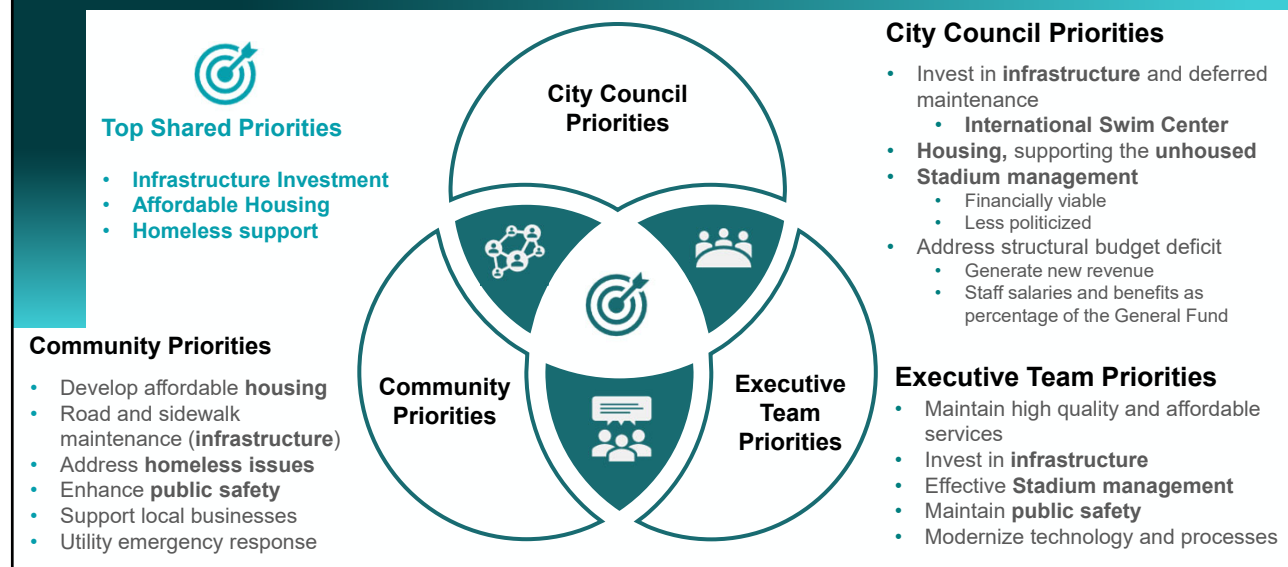 Top Shared Priorities
• Infrastructure Investment
• Affordable Housing
• Homeless support
City Council
Priorities
Community
Priorities
Executive
Team
Priorities
City Council Priorities
• Invest in infrastructure and deferred
maintenance
• International Swim Center
• Housing, supporting the unhoused
• Stadium management
• Financially viable
• Less politicized
• Address structural budget deficit
• Generate new revenue
• Staff salaries and benefits as
percentage of the General Fund
Community Priorities
• Develop affordable housing
• Road and sidewalk
maintenance (infrastructure)
• Address homeless issues
• Enhance public safety
• Support local businesses
• Utility emergency response
Executive Team Priorities
• Maintain high quality and affordable
services
• Invest in infrastructure
• Effective Stadium management
• Maintain public safety
• Modernize technology and processes